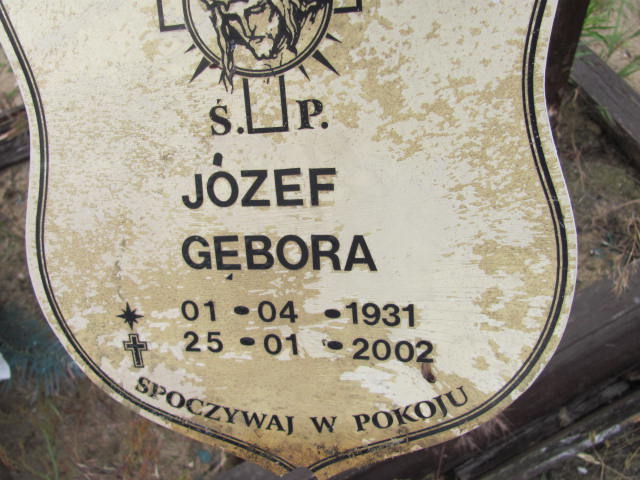 Ś. P.
JÓZEF
GĘBORA
01 • 04 • 1931
25 • 01 • 2002
SPOCZYWAJ W POKOJU